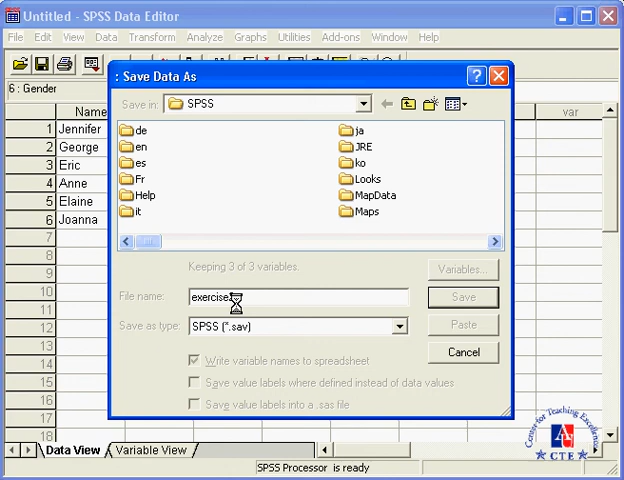 Untitled - SPSS Data Editor
File Edit View Data Transform Analyze Graphs Utilities Add-ons Window Help
6 : Gender
Name
var
1 Jennifer
2 George
3 Eric
4 Anne
5 Elaine
6 Joanna
7
8
9
10
11
12
13
14
15
16
17
18
: Save Data As
Save in: SPSS
de
en
es
Fr
Help
it
ja
JRE
ko
Looks
MapData
Maps
Keeping 3 of 3 variables.
Variables...
File name:
Save
Save as type: SPSS (*.sav)
Paste
Cancel
Write variable names to spreadsheet
Save value labels where defined instead of data values
Save value labels into a .sas file
Data View Variable View
SPSS Processor is ready
Center for Teaching Excellence
AU
CTE